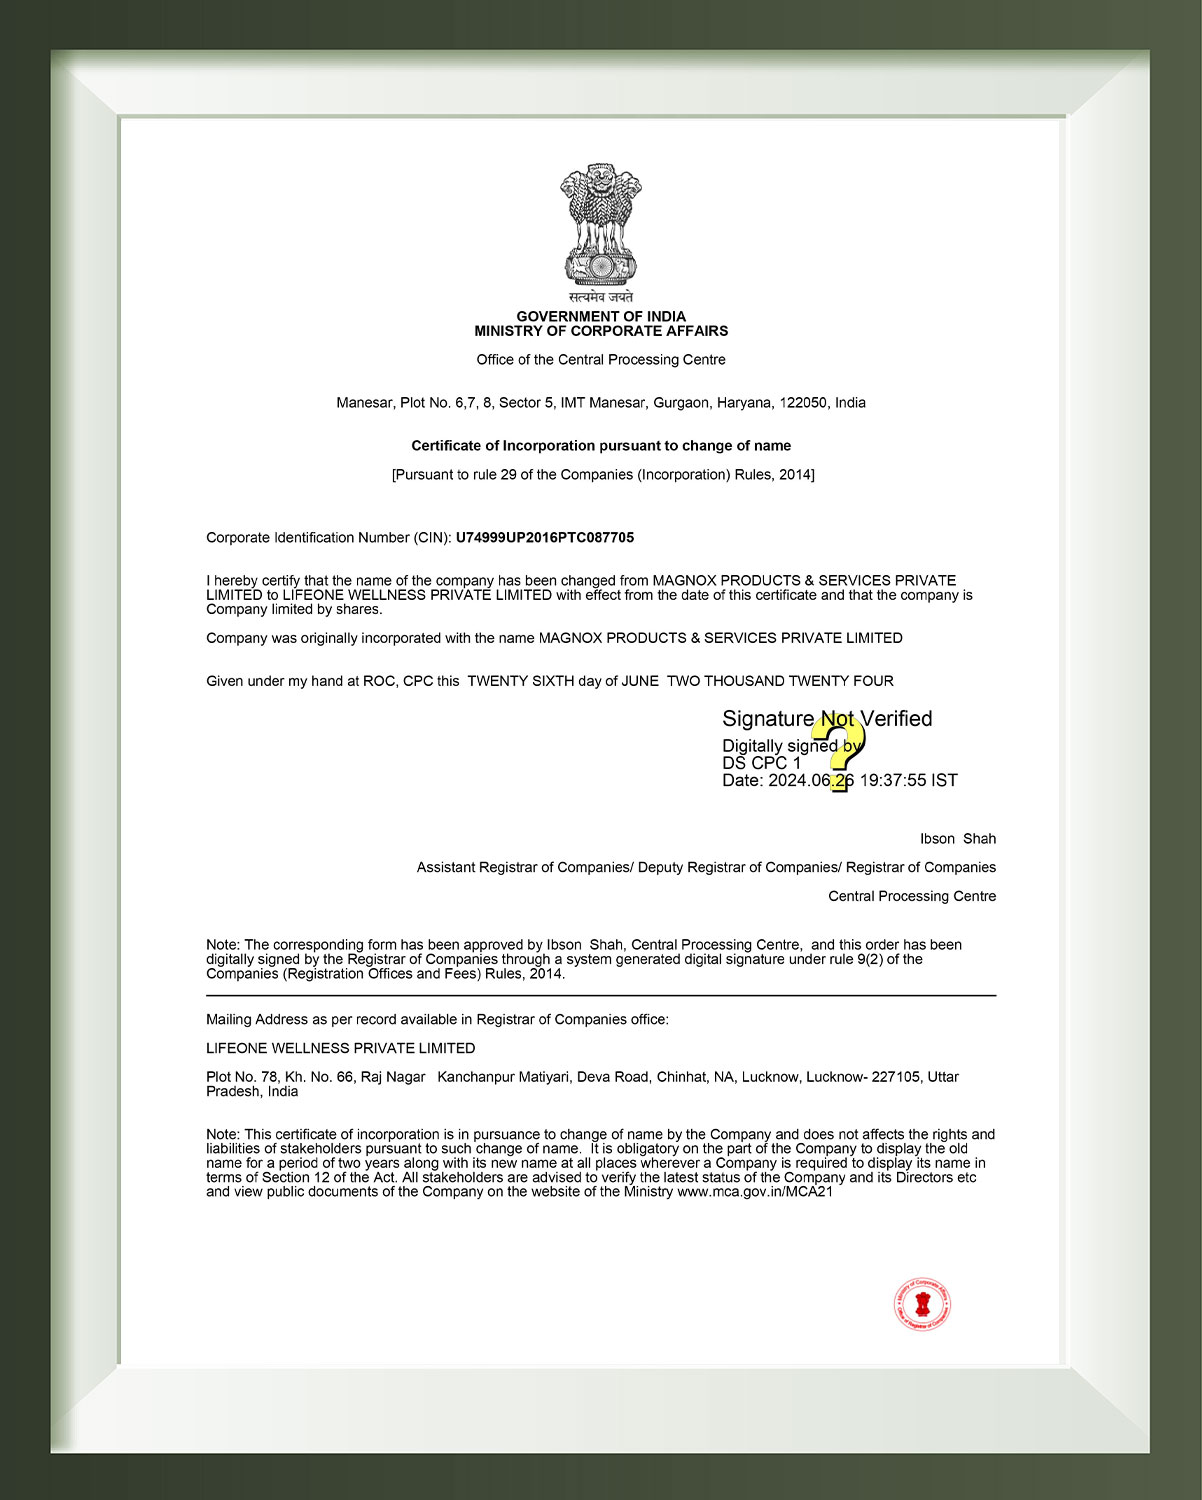 सत्यमेव जयते
GOVERNMENT OF INDIA
MINISTRY OF CORPORATE AFFAIRS
Office of the Central Processing Centre
Manesar, Plot No. 6,7, 8, Sector 5, IMT Manesar, Gurgaon, Haryana, 122050, India
Certificate of Incorporation pursuant to change of name
[Pursuant to rule 29 of the Companies (Incorporation) Rules, 2014]
Corporate Identification Number (CIN): U74999UP2016PTC087705
I hereby certify that the name of the company has been changed from MAGNOX PRODUCTS & SERVICES PRIVATE
LIMITED to LIFEONE WELLNESS PRIVATE LIMITED with effect from the date of this certificate and that the company is
Company limited by shares.
Company was originally incorporated with the name MAGNOX PRODUCTS & SERVICES PRIVATE LIMITED
Given under my hand at ROC, CPC this TWENTY SIXTH day of JUNE TWO THOUSAND TWENTY FOUR
Signature Not Verified
Digitally signed by
DS CPC 1
Date: 2024.06.26 19:37:55 IST
?
Ibson Shah
Assistant Registrar of Companies/ Deputy Registrar of Companies/ Registrar of Companies
Central Processing Centre
Note: The corresponding form has been approved by Ibson Shah, Central Processing Centre, and this order has been
digitally signed by the Registrar of Companies through a system generated digital signature under rule 9(2) of the
Companies (Registration Offices and Fees) Rules, 2014.
Mailing Address as per record available in Registrar of Companies office:
LIFEONE WELLNESS PRIVATE LIMITED
Plot No. 78, Kh. No. 66, Raj Nagar Kanchanpur Matiyari, Deva Road, Chinhat, NA, Lucknow, Lucknow- 227105, Uttar
Pradesh, India
Note: This certificate of incorporation is in pursuance to change of name by the Company and does not affects the rights and
liabilities of stakeholders pursuant to such change of name. It is obligatory on the part of the Company to display the old
name for a period of two years along with its new name at all places wherever a Company is required to display its name in
terms of Section 12 of the Act. All stakeholders are advised to verify the latest status of the Company and its Directors etc
and view public documents of the Company on the website of the Ministry www.mca.gov.in/MCA21
Ministry of Corporate Affairs
Office of Registrar of Companies